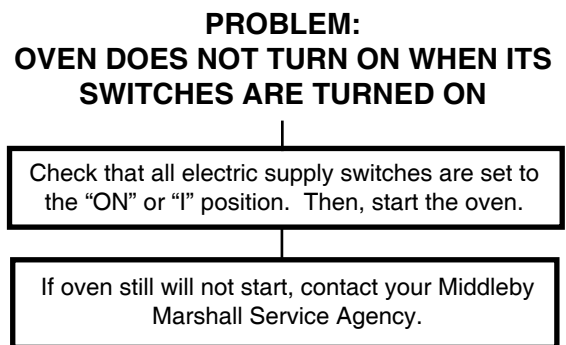 PROBLEM:
OVEN DOES NOT TURN ON WHEN ITS
SWITCHES ARE TURNED ON
Check that all electric supply switches are set to
the “ON” or “I” position.  Then, start the oven.
If oven still will not start, contact your Middleby
Marshall Service Agency.